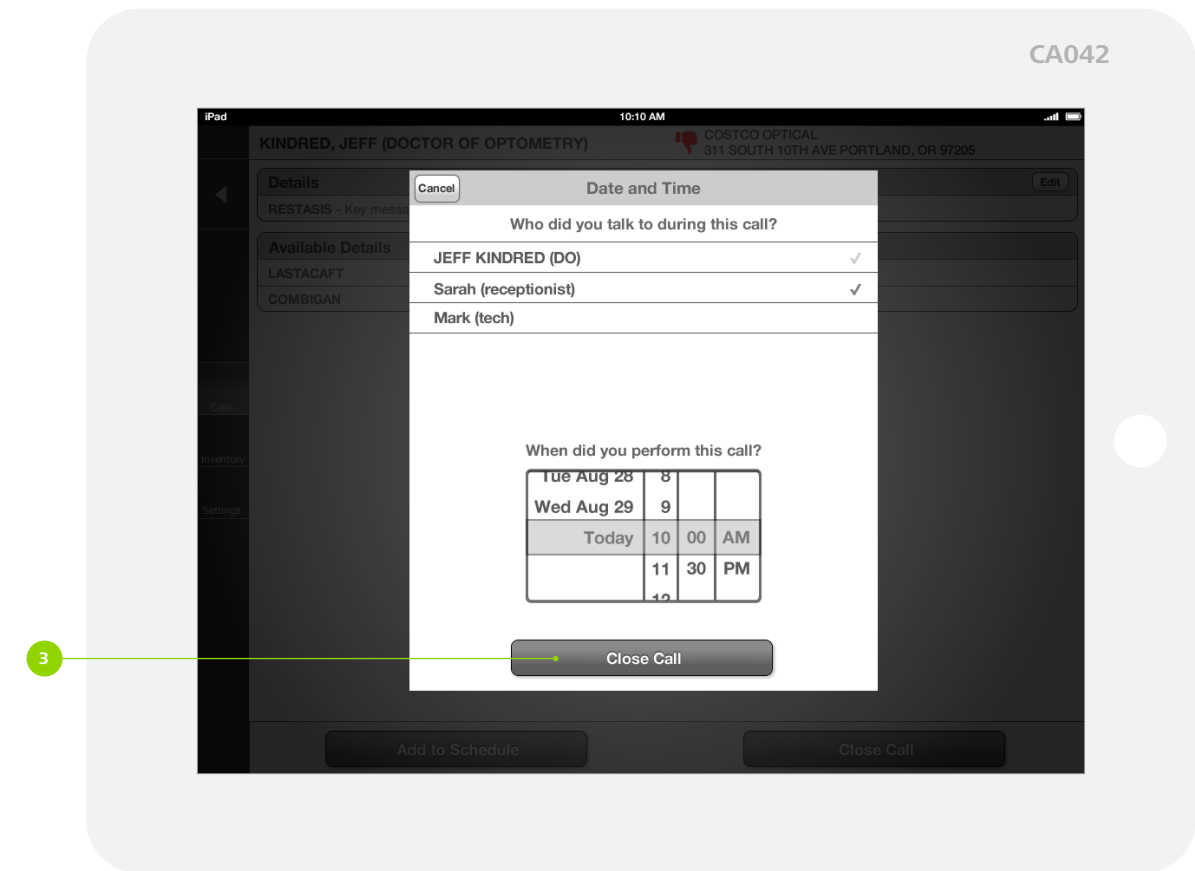 CA042
iPad 10:10 AM
KINDRED, JEFF (DOCTOR OF OPTOMETRY)
COSTCO OPTICAL
311 SOUTH 10TH AVE PORTLAND, OR 97205
Details
Edit
RESTASIS - Key messa
Available Details
LASTACAFT
COMBIGAN
Calls
Inventory
Settings
Cancel
Date and Time
Who did you talk to during this call?
JEFF KINDRED (DO)
Sarah (receptionist)
Mark (tech)
When did you perform this call?
Tue Aug 28 8
Wed Aug 29 9
Today 10 00 AM
11 30 PM
12
3
Close Call
Add to Schedule
Close Call